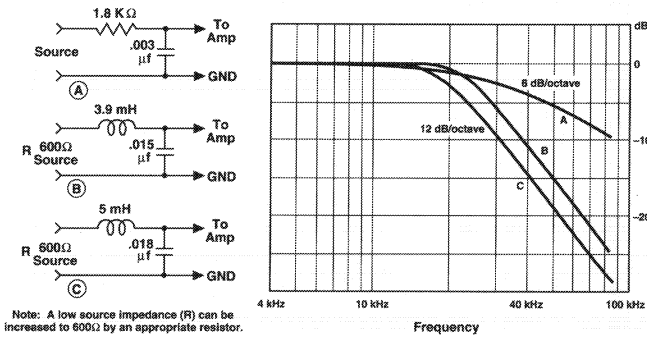 1.8 KΩ
To
Amp
Source
.003
µf
GND
A
3.9 mH
To
Amp
R 600Ω
Source
.015
µf
GND
B
5 mH
To
Amp
R 600Ω
Source
.018
µf
GND
C
Note: A low source impedance (R) can be
increased to 600Ω by an appropriate resistor.
dB
0
-10
-20
6 dB/octave
12 dB/octave
A
B
C
4 kHz 10 kHz 40 kHz 100 kHz
Frequency